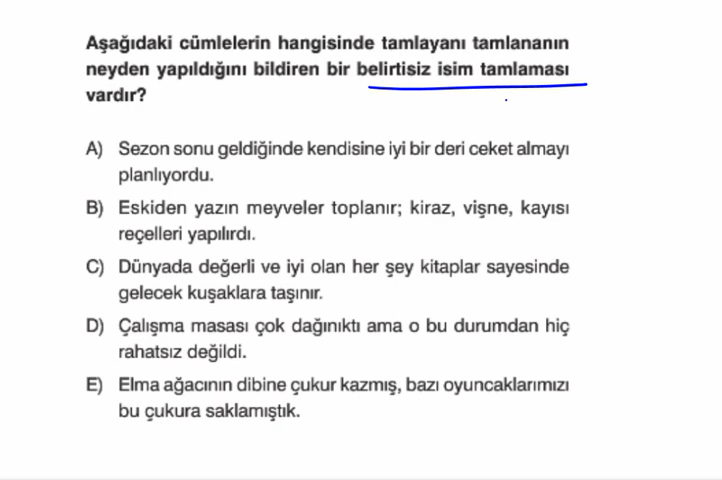 Aşağıdaki cümlelerin hangisinde tamlayanı tamlananın
neyden yapıldığını bildiren bir belirtisiz isim tamlaması
vardır?
A) Sezon sonu geldiğinde kendisine iyi bir deri ceket almayı
planlıyordu.
B) Eskiden yazın meyveler toplanır; kiraz, vişne, kayısı
reçelleri yapılırdı.
C) Dünyada değerli ve iyi olan her şey kitaplar sayesinde
gelecek kuşaklara taşınır.
D) Çalışma masası çok dağınıktı ama o bu durumdan hiç
rahatsız değildi.
E) Elma ağacının dibine çukur kazmış, bazı oyuncaklarımızı
bu çukura saklamıştık.